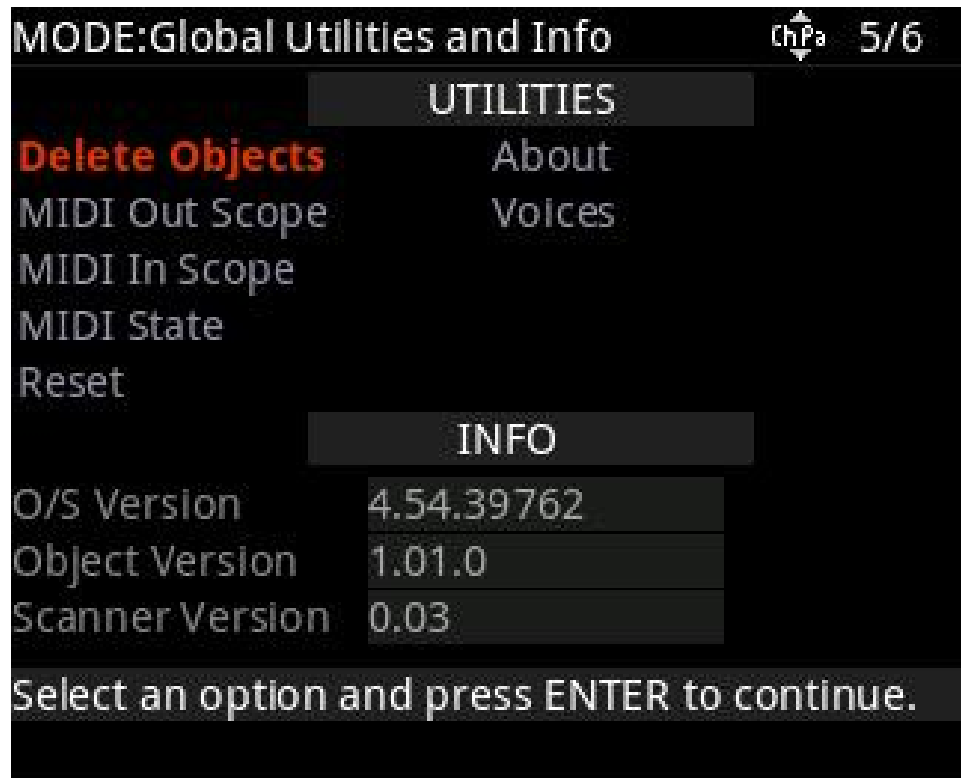 MODE:Global Utilities and Info ChPa 5/6
UTILITIES
Delete Objects About
MIDI Out Scope Voices
MIDI In Scope
MIDI State
Reset
INFO
O/S Version 4.54.39762
Object Version 1.01.0
Scanner Version 0.03
Select an option and press ENTER to continue.